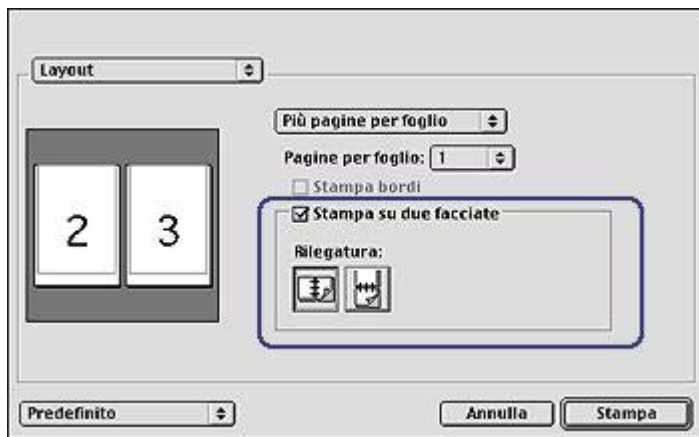 Layout
Più pagine per foglio
Pagine per foglio: 1
Stampa bordi
Stampa su due facciate
2 3
Rilegatura:
Predefinito
Annulla
Stampa